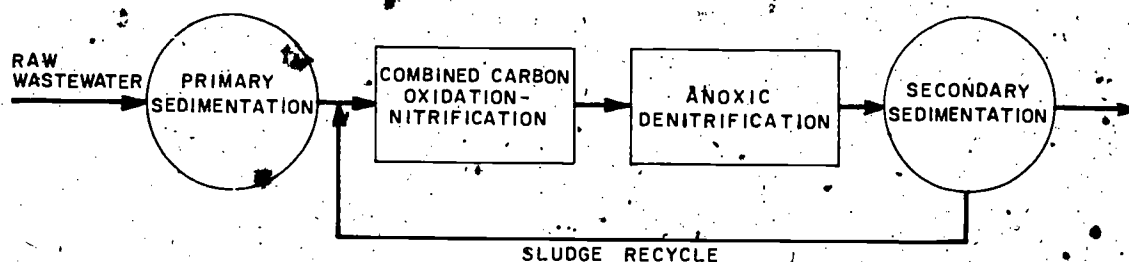 RAW
WASTEWATER
PRIMARY
SEDIMENTATION
COMBINED CARBON
OXIDATION-
NITRIFICATION
ANOXIC
DENITRIFICATION
SECONDARY
SEDIMENTATION
SLUDGE RECYCLE